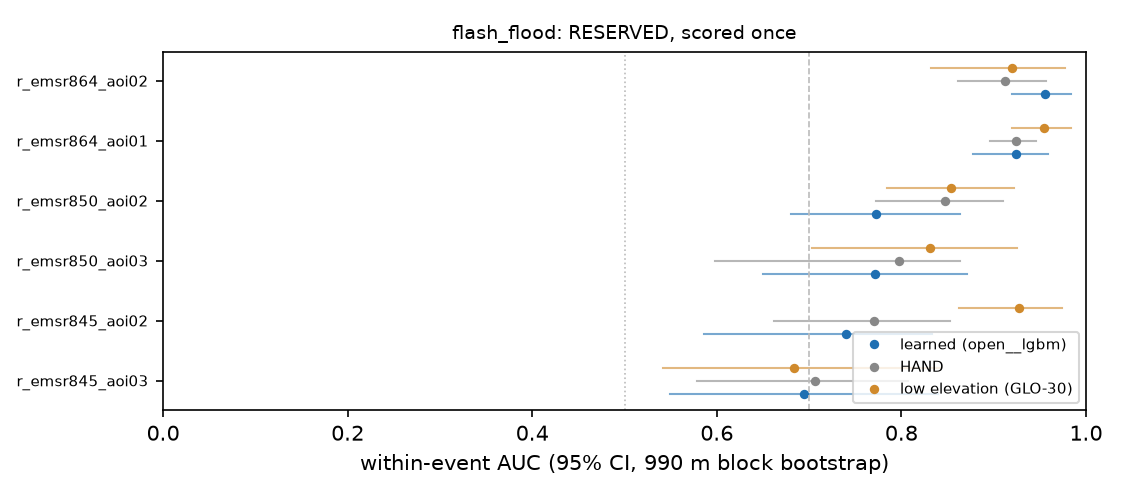 flash_flood: RESERVED, scored once
r_emsr864_aoi02
r_emsr864_aoi01
r_emsr850_aoi02
r_emsr850_aoi03
r_emsr845_aoi02
r_emsr845_aoi03
learned (open__lgbm)
HAND
low elevation (GLO-30)
0.0 0.2 0.4 0.6 0.8 1.0
within-event AUC (95% CI, 990 m block bootstrap)